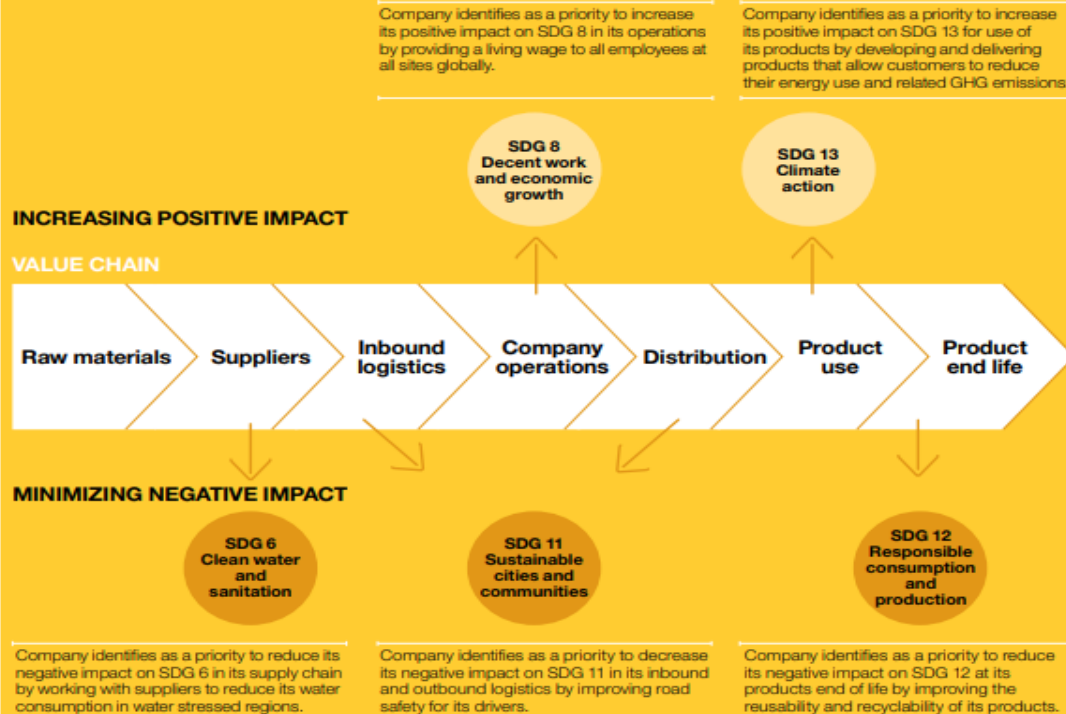 Company identifies as a priority to increase
its positive impact on SDG 8 in its operations
by providing a living wage to all employees at
all sites globally.
Company identifies as a priority to increase
its positive impact on SDG 13 for use of
its products by developing and delivering
products that allow customers to reduce
their energy use and related GHG emissions
SDG 8
Decent work
and economic
growth
SDG 13
Climate
action
INCREASING POSITIVE IMPACT
VALUE CHAIN
Raw materials
Suppliers
Inbound
logistics
Company
operations
Distribution
Product
use
Product
end life
MINIMIZING NEGATIVE IMPACT
SDG 6
Clean water
and
sanitation
SDG 11
Sustainable
cities and
communities
SDG 12
Responsible
consumption
and
production
Company identifies as a priority to reduce its
negative impact on SDG 6 in its supply chain
by working with suppliers to reduce its water
consumption in water stressed regions.
Company identifies as a priority to decrease
its negative impact on SDG 11 in its inbound
and outbound logistics by improving road
safety for its drivers.
Company identifies as a priority to reduce
its negative impact on SDG 12 at its
products end of life by improving the
reusability and recyclability of its products.